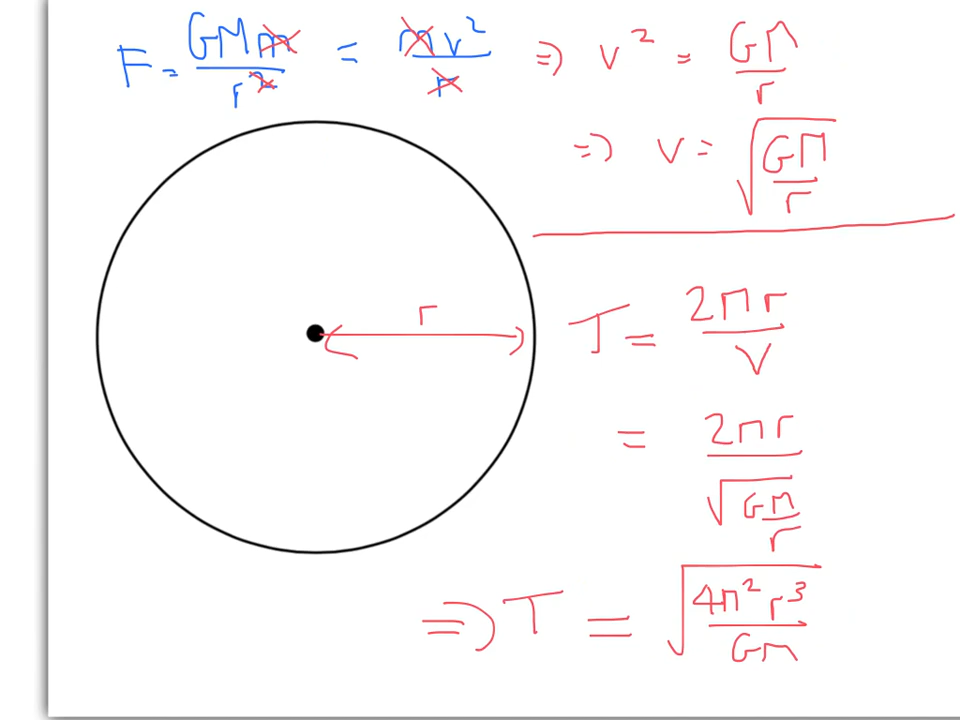 F = GMm/r² = mv²/r ⇒ v² = GM/r
⇒ v = √(GM/r)
r
T = 2πr/v
= 2πr/√(GM/r)
⇒ T = √(4π²r³/GM)